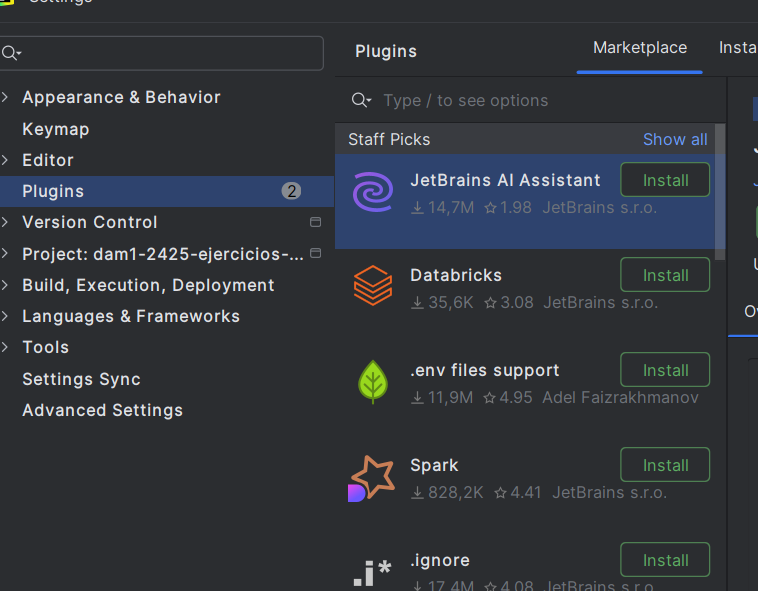 Settings
Plugins
Marketplace
Insta
Appearance & Behavior
Keymap
Editor
Plugins 2
Version Control
Project: dam1-2425-ejercicios-...
Build, Execution, Deployment
Languages & Frameworks
Tools
Settings Sync
Advanced Settings
Type / to see options
Staff Picks Show all
JetBrains AI Assistant Install
14,7M 1.98 JetBrains s.r.o.
Databricks Install
35,6K 3.08 JetBrains s.r.o.
.env files support Install
11,9M 4.95 Adel Faizrakhmanov
Spark Install
828,2K 4.41 JetBrains s.r.o.
.i*
.ignore Install
17,4M 4.08 JetBrains s.r.o.